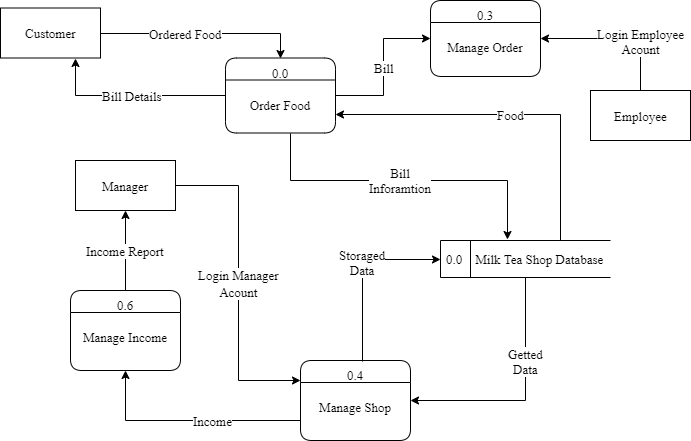 0.3
Customer
Ordered Food
Login Employee
Acount
Manage Order
Bill
0.0
Bill Details
Order Food
Food
Employee
Bill
Inforamtion
Manager
Income Report
Storaged
Data
0.0
Milk Tea Shop Database
Login Manager
Acount
0.6
Manage Income
Getted
Data
0.4
Manage Shop
Income